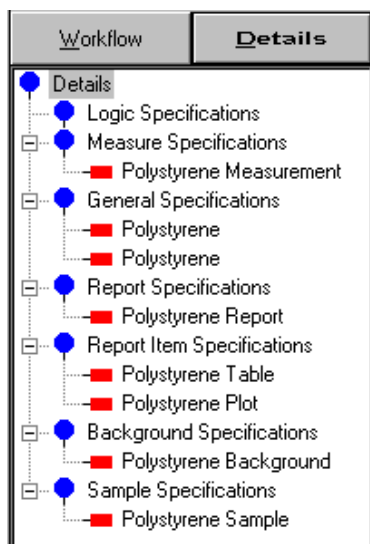 Workflow Details
Details
Logic Specifications
Measure Specifications
Polystyrene Measurement
General Specifications
Polystyrene
Polystyrene
Report Specifications
Polystyrene Report
Report Item Specifications
Polystyrene Table
Polystyrene Plot
Background Specifications
Polystyrene Background
Sample Specifications
Polystyrene Sample